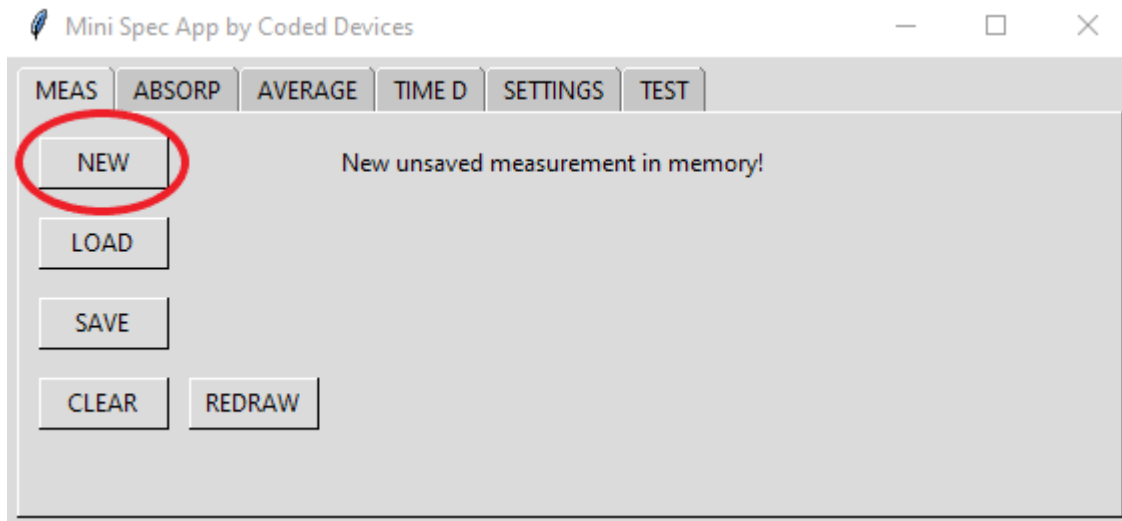 Mini Spec App by Coded Devices
MEAS ABSORP AVERAGE TIME D SETTINGS TEST
NEW New unsaved measurement in memory!
LOAD
SAVE
CLEAR REDRAW